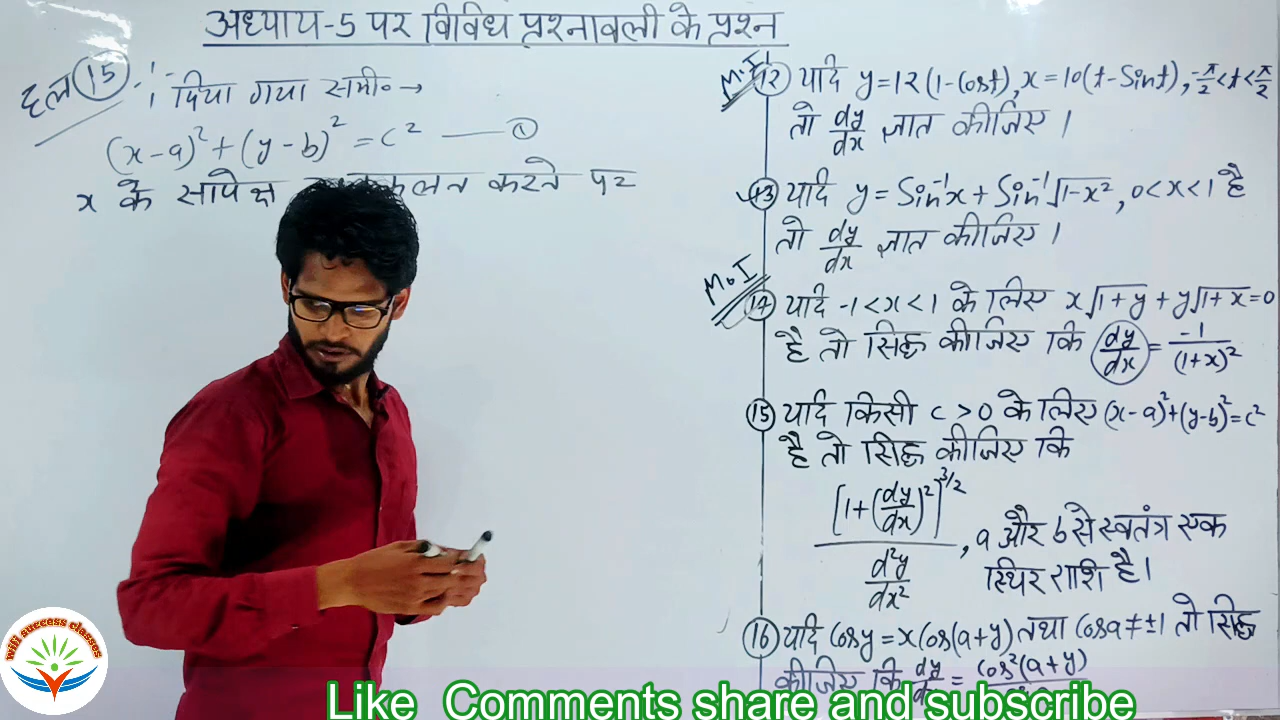 अध्याय-5 पर विविध प्रश्नावली के प्रश्न
हल (15) -:- दिया गया समी० →
(x-a)² + (y-b)² = c² —— ①
x के सापेक्ष करने पर
M.I
(12) यदि y=12(1-Cost), x=10(t-Sint), -π/2<t<π/2
तो dy/dx ज्ञात कीजिए।
(13) यदि y = Sin⁻¹x + Sin⁻¹√1-x², 0<x<1 है
तो dy/dx ज्ञात कीजिए।
M.I
(14) यदि -1<x<1 के लिए x√1+y + y√1+x=0
है तो सिद्ध कीजिए कि dy/dx = -1/(1+x)²
(15) यदि किसी c>0 के लिए (x-a)²+(y-b)²=c²
है तो सिद्ध कीजिए कि
[1+(dy/dx)²]^3/2 / d²y/dx² , a और b से स्वतंत्र एक
स्थिर राशि है।
(16) यदि Cosy=xCos(a+y) तथा Cosa≠±1 तो सिद्ध
कीजिए कि dy/ = Cos²(a+y)
wifi success classes
Like Comments share and subscribe